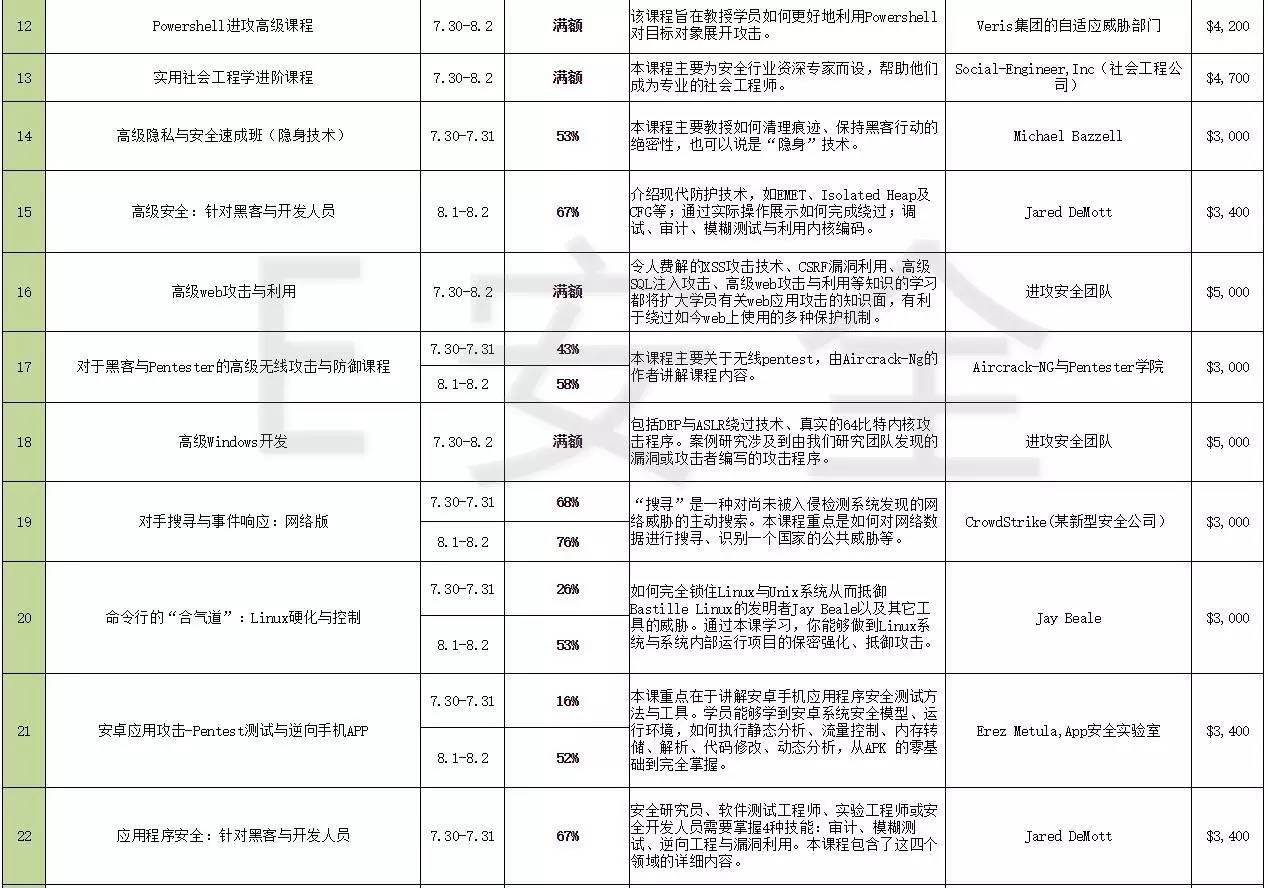 12
Powershell进攻高级课程
7.30-8.2
满额
该课程旨在教授学员如何更好地利用Powershell
对目标对象展开攻击。
Veris集团的自适应威胁部门
$4,200
13
实用社会工程学进阶课程
7.30-8.2
满额
本课程主要为安全行业资深专家而设，帮助他们
成为专业的社会工程师。
Social-Engineer,Inc（社会工程公
司）
$4,700
14
高级隐私与安全速成班（隐身技术）
7.30-7.31
53%
本课程主要教授如何清理痕迹、保持黑客行动的
绝密性，也可以说是“隐身”技术。
Michael Bazzell
$3,000
15
高级安全：针对黑客与开发人员
8.1-8.2
67%
介绍现代防护技术，如EMET、Isolated Heap及
CFG等；通过实际操作展示如何完成绕过；调
试、审计、模糊测试与利用内核编码。
Jared DeMott
$3,400
16
高级web攻击与利用
7.30-8.2
满额
令人费解的XSS攻击技术、CSRF漏洞利用、高级
SQL注入攻击、高级web攻击与利用等知识的学习
都将扩大学员有关web应用攻击的知识面，有利
于绕过如今web上使用的多种保护机制。
进攻安全团队
$5,000
17
对于黑客与Pentester的高级无线攻击与防御课程
7.30-7.31
43%
8.1-8.2
58%
本课程主要关于无线pentest，由Aircrack-Ng的
作者讲解课程内容。
Aircrack-NG与Pentester学院
$3,000
18
高级Windows开发
7.30-8.2
满额
包括DEP与ASLR绕过技术、真实的64比特内核攻
击程序。案例研究涉及到由我们研究团队发现的
漏洞或攻击者编写的攻击程序。
进攻安全团队
$5,000
19
对手搜寻与事件响应：网络版
7.30-7.31
68%
8.1-8.2
76%
“搜寻”是一种对尚未被入侵检测系统发现的网
络威胁的主动搜索。本课程重点是如何对网络数
据进行搜寻、识别一个国家的公共威胁等。
CrowdStrike(某新型安全公司）
$3,000
20
命令行的“合气道”：Linux硬化与控制
7.30-7.31
26%
8.1-8.2
53%
如何完全锁住Linux与Unix系统从而抵御
Bastille Linux的发明者Jay Beale以及其它工
具的威胁。通过本课学习，你能够做到Linux系
统与系统内部运行项目的保密强化、抵御攻击。
Jay Beale
$3,000
21
安卓应用攻击-Pentest测试与逆向手机APP
7.30-7.31
16%
8.1-8.2
52%
本课重点在于讲解安卓手机应用程序安全测试方
法与工具。学员能够学到安卓系统安全模型、运
行环境，如何执行静态分析、流量控制、内存转
储、解析、代码修改、动态分析，从APK 的零基
础到完全掌握。
Erez Metula,App安全实验室
$3,400
22
应用程序安全：针对黑客与开发人员
7.30-7.31
67%
安全研究员、软件测试工程师、实验工程师或安
全开发人员需要掌握4种技能：审计、模糊测
试、逆向工程与漏洞利用。本课程包含了这四个
领域的详细内容。
Jared DeMott
$3,400
E安全